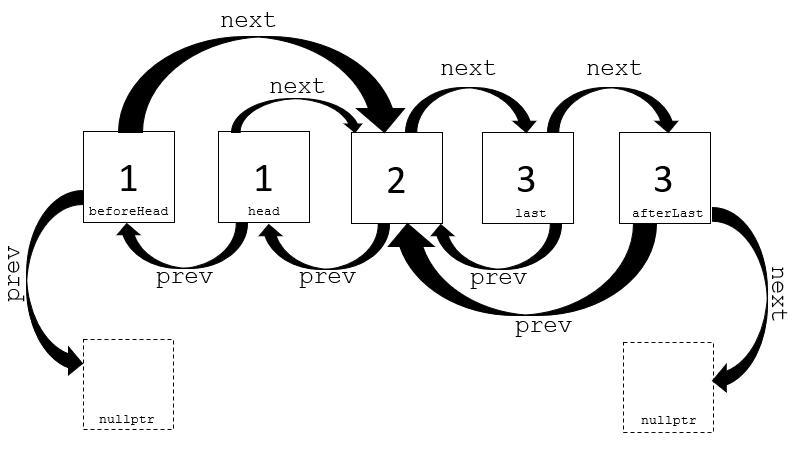 next
next
next
next
1
beforeHead
1
head
2
3
last
3
afterLast
prev
prev
prev
prev
prev
next
nullptr
nullptr